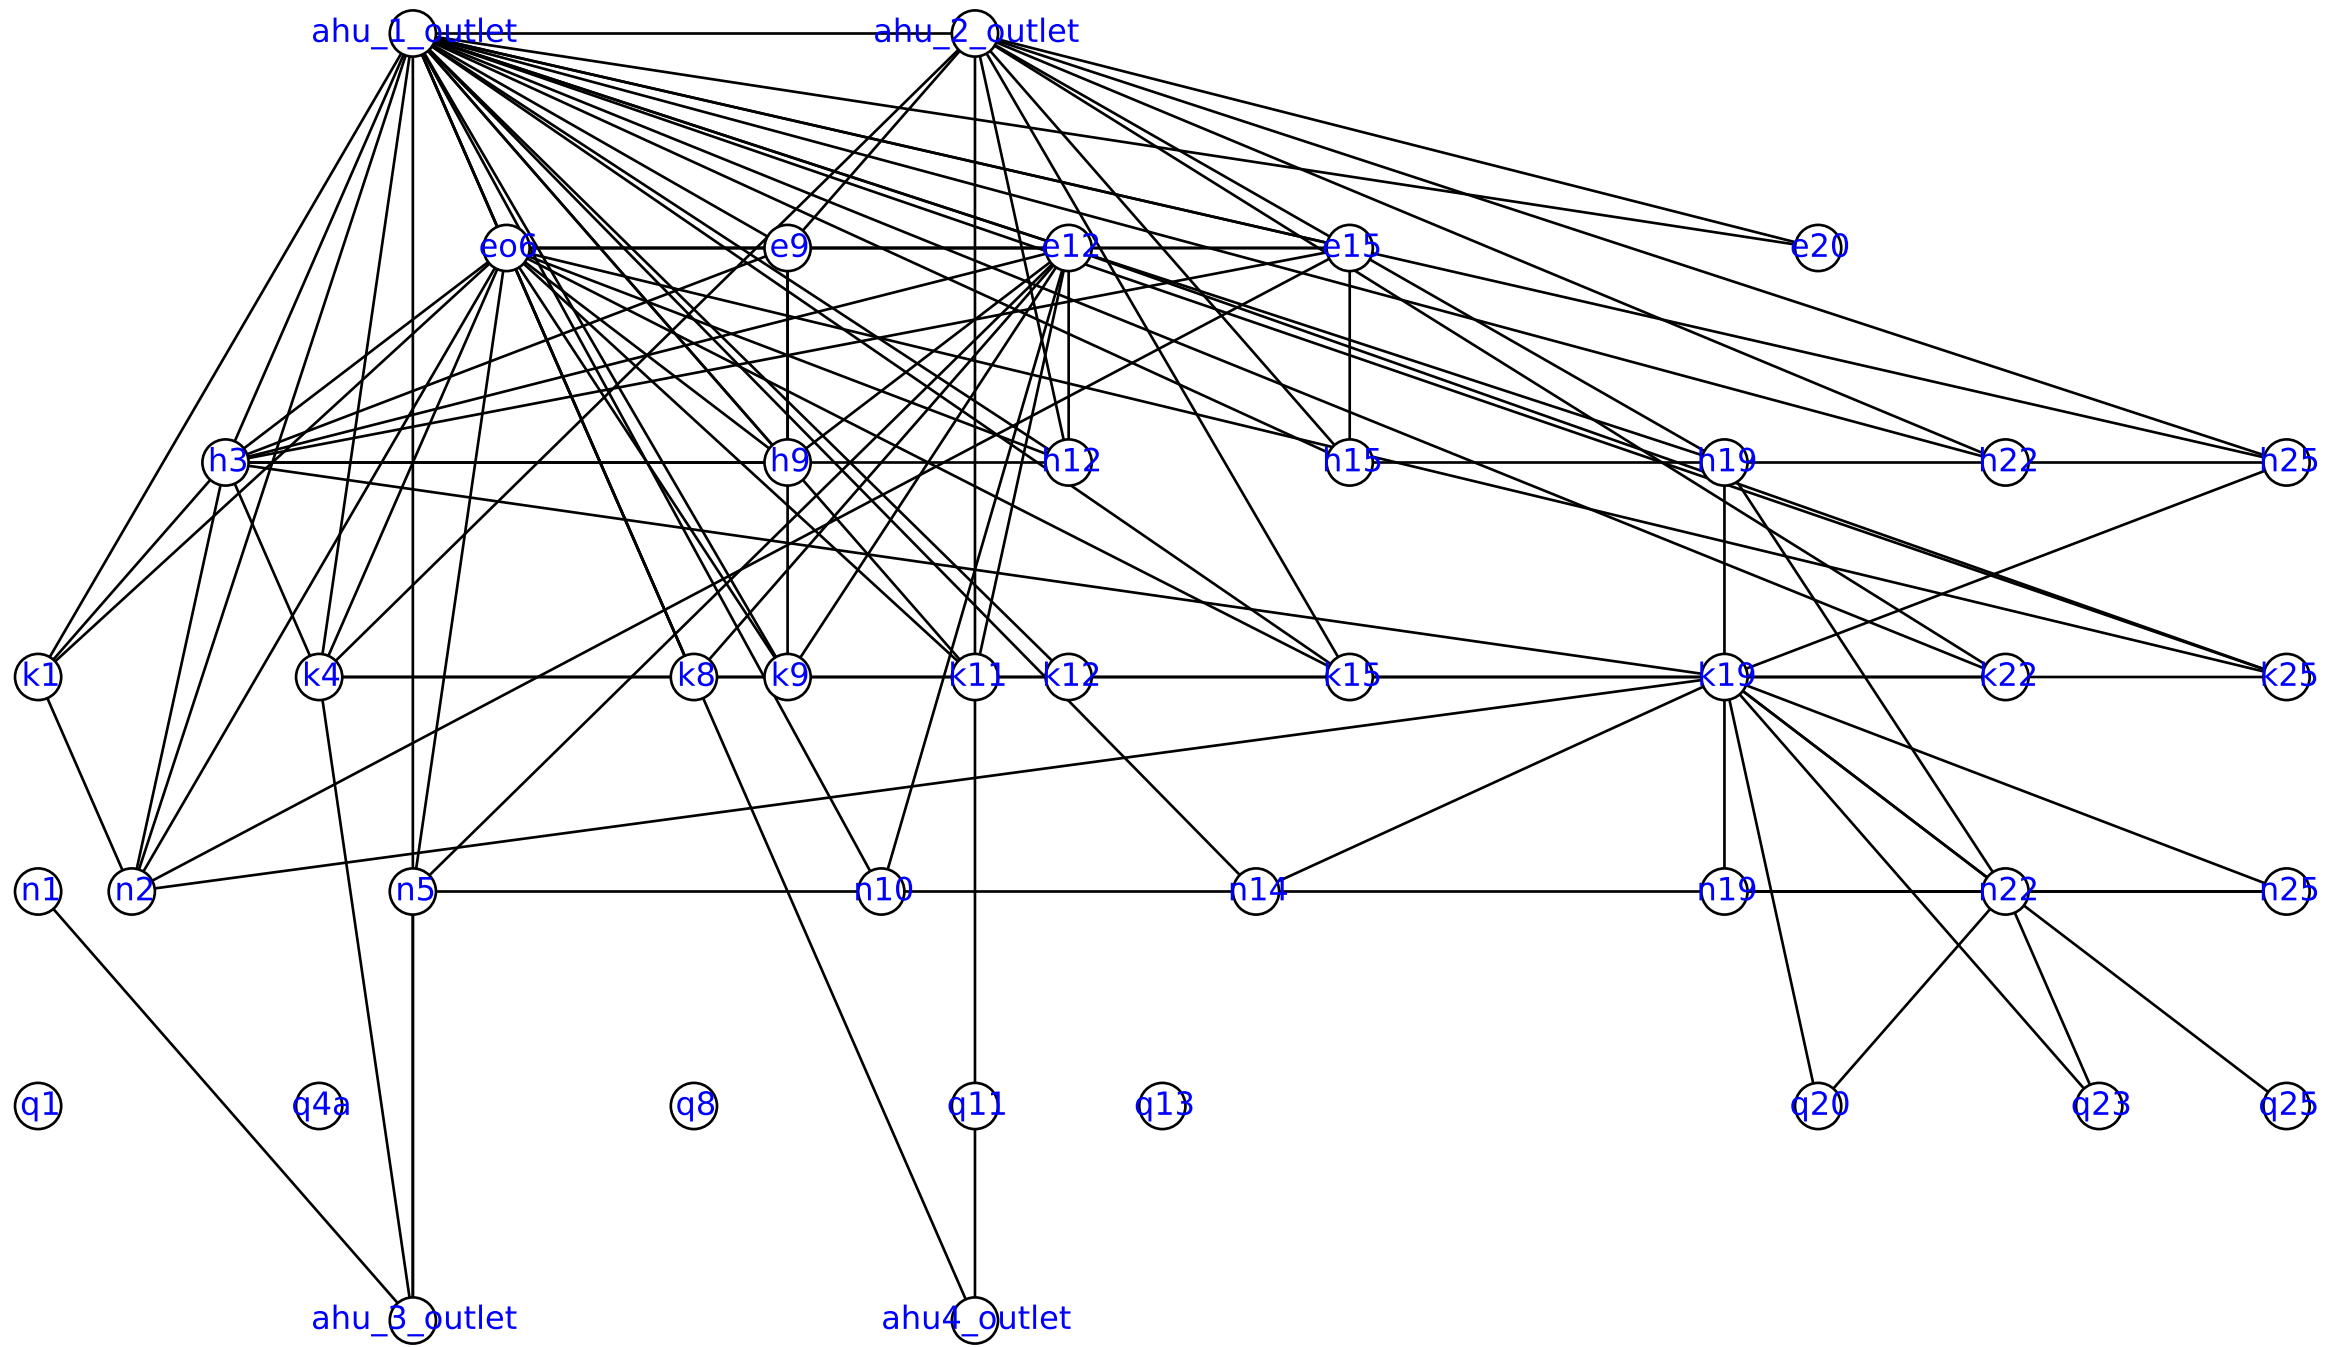 ahu_1_outlet ahu_2_outlet
eo6 e9 e12 e15 e20
h3 h9 h12 h15 h19 h22 h25
k1 k4 k8 k9 k11 k12 k15 k19 k22 k25
n1 n2 n5 n10 n14 n19 n22 n25
q1 q4a q8 q11 q13 q20 q23 q25
ahu_3_outlet ahu4_outlet